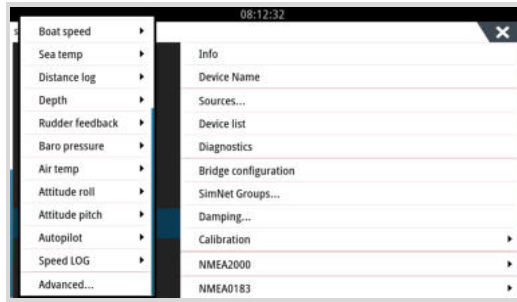 08:12:32
Boat speed
Sea temp
Distance log
Depth
Rudder feedback
Baro pressure
Air temp
Attitude roll
Attitude pitch
Autopilot
Speed LOG
Advanced...
Info
Device Name
Sources...
Device list
Diagnostics
Bridge configuration
SimNet Groups...
Damping...
Calibration
NMEA2000
NMEA0183